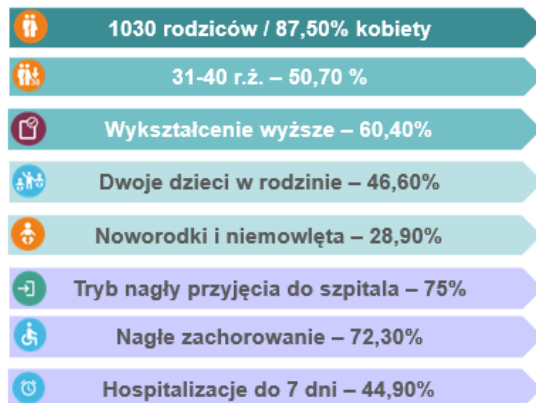 1030 rodziców / 87,50% kobiety
31-40 r.ż. – 50,70 %
Wykształcenie wyższe – 60,40%
Dwoje dzieci w rodzinie – 46,60%
Noworodki i niemowlęta – 28,90%
Tryb nagły przyjęcia do szpitala – 75%
Nagłe zachorowanie – 72,30%
Hospitalizacje do 7 dni – 44,90%